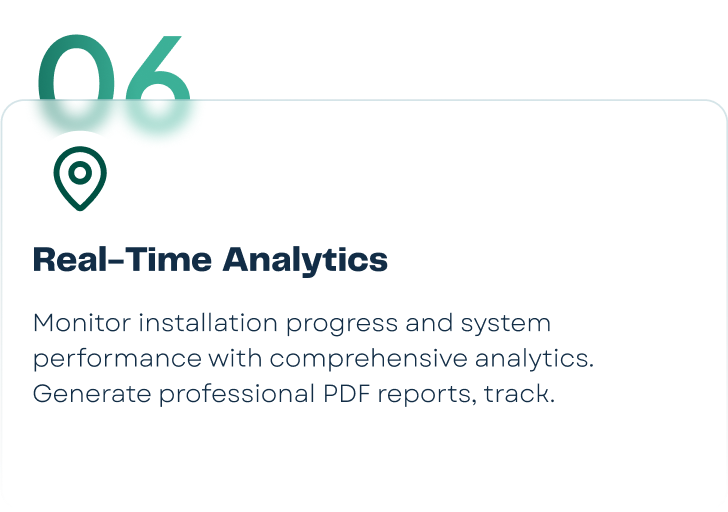 06
Real-Time Analytics
Monitor installation progress and system
performance with comprehensive analytics.
Generate professional PDF reports, track.